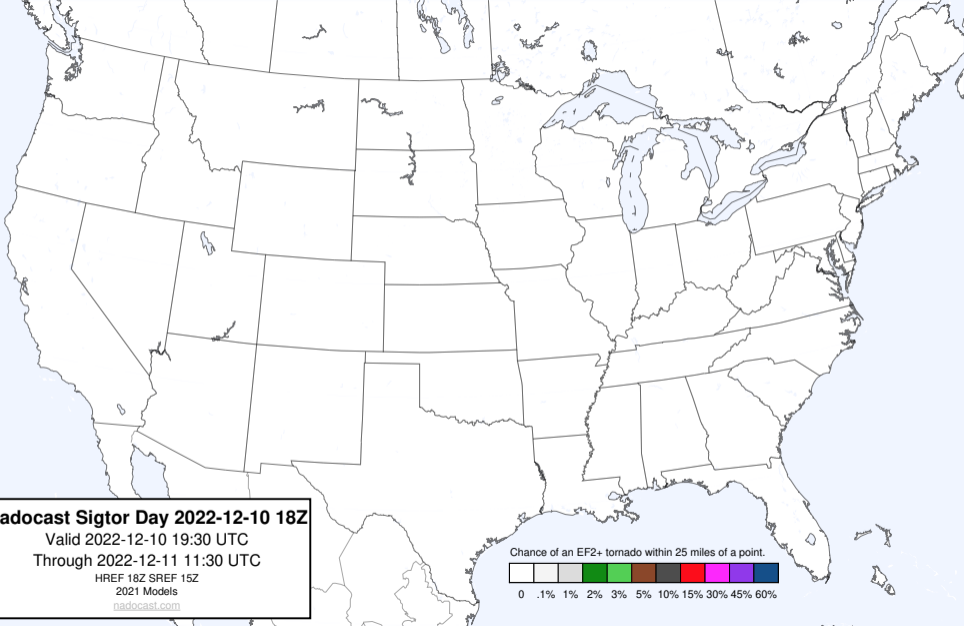 adocast Sigtor Day 2022-12-10 18Z
Valid 2022-12-10 19:30 UTC
Through 2022-12-11 11:30 UTC
HREF 18Z SREF 15Z
2021 Models
nadocast.com
Chance of an EF2+ tornado within 25 miles of a point.
0 .1% 1% 2% 3% 5% 10% 15% 30% 45% 60%